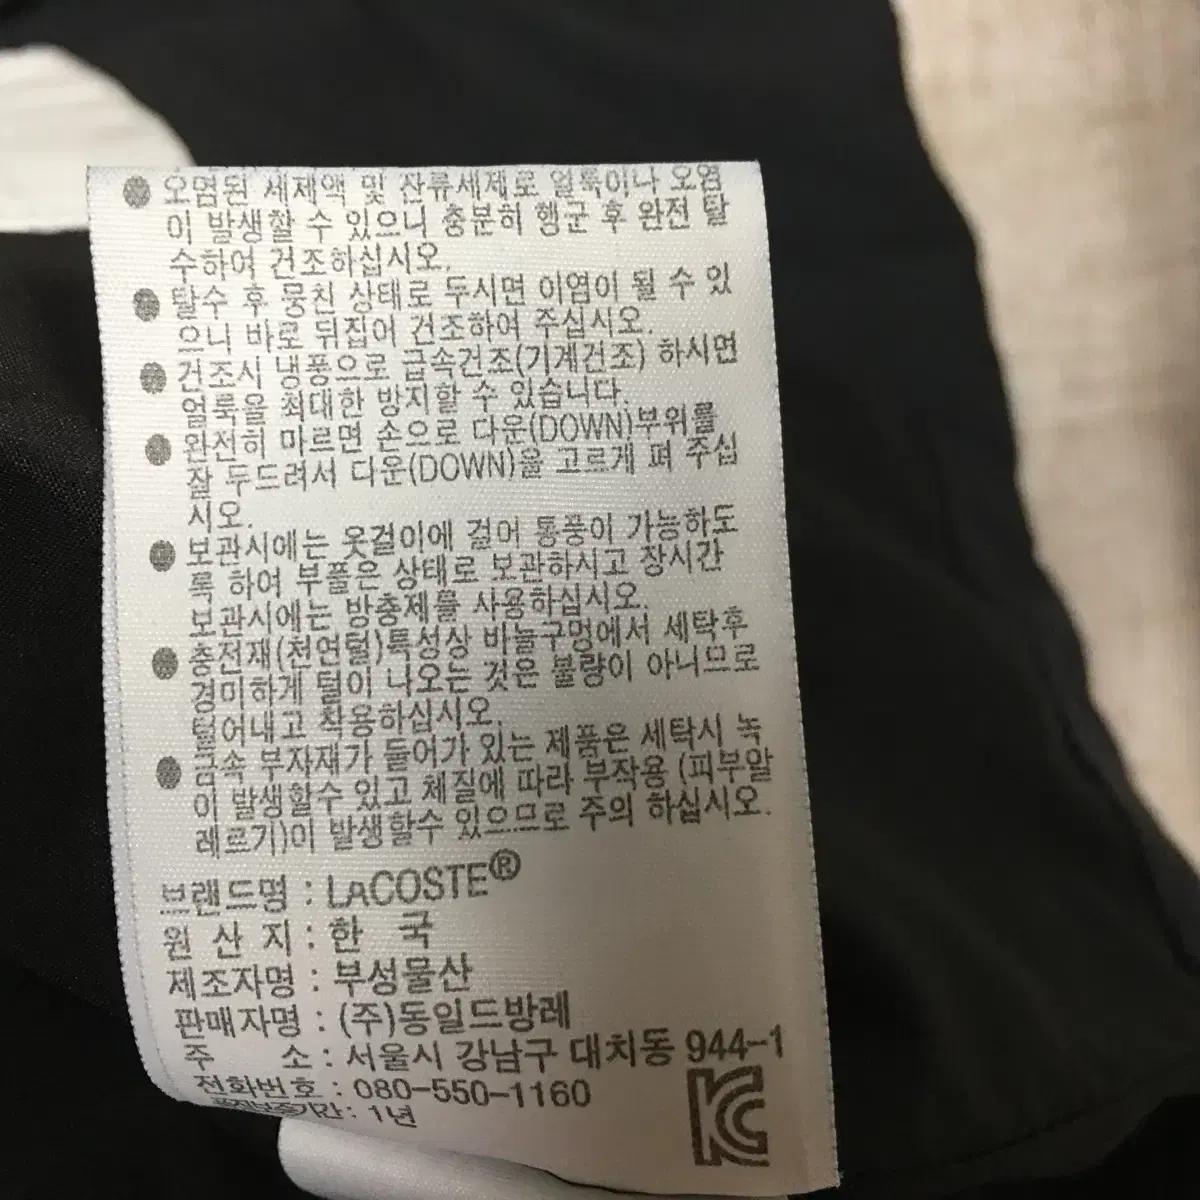 ● 오염된 세제액 및 잔류세제로 얼룩이나 오염
이 발생할 수 있으니 충분히 헹군 후 완전 탈
수하여 건조하십시오.
● 탈수 후 뭉친 상태로 두시면 이염이 될 수 있
으니 바로 뒤집어 건조하여 주십시오.
● 건조시 냉풍으로 급속건조(기계건조) 하시면
얼룩을 최대한 방지할 수 있습니다.
● 완전히 마르면 손으로 다운(DOWN)부위를
잘 두드려서 다운(DOWN)을 고르게 펴 주십
시오.
● 보관시에는 옷걸이에 걸어 통풍이 가능하도
록 하여 부풀은 상태로 보관하시고 장시간
보관시에는 방충제를 사용하십시오.
● 충전재(천연털)특성상 바늘구멍에서 세탁후
경미하게 털이 나오는 것은 불량이 아니므로
털어내고 착용하십시오.
● 금속 부자재가 들어가 있는 제품은 세탁시 녹
이 발생할수 있고 체질에 따라 부작용 (피부알
레르기)이 발생할수 있으므로 주의 하십시오.
브랜드명 : LACOSTE®
원 산 지 : 한 국
제조자명 : 부성물산
판매자명 : (주)동일드방레
주 소 : 서울시 강남구 대치동 944-1
전화번호 : 080-550-1160
품질보증기간: 1년